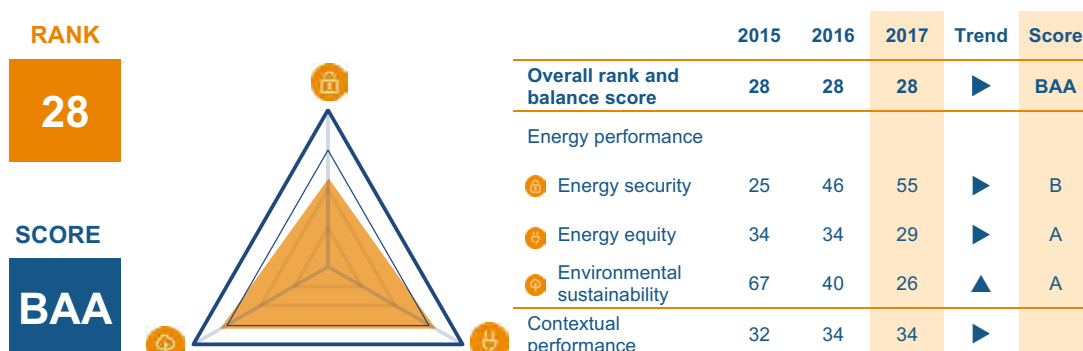 RANK
28
SCORE
BAA
2015 2016 2017 Trend Score
Overall rank and
balance score 28 28 28 BAA
Energy performance
Energy security 25 46 55 B
Energy equity 34 34 29 A
Environmental
sustainability 67 40 26 A
Contextual
performance 32 34 34